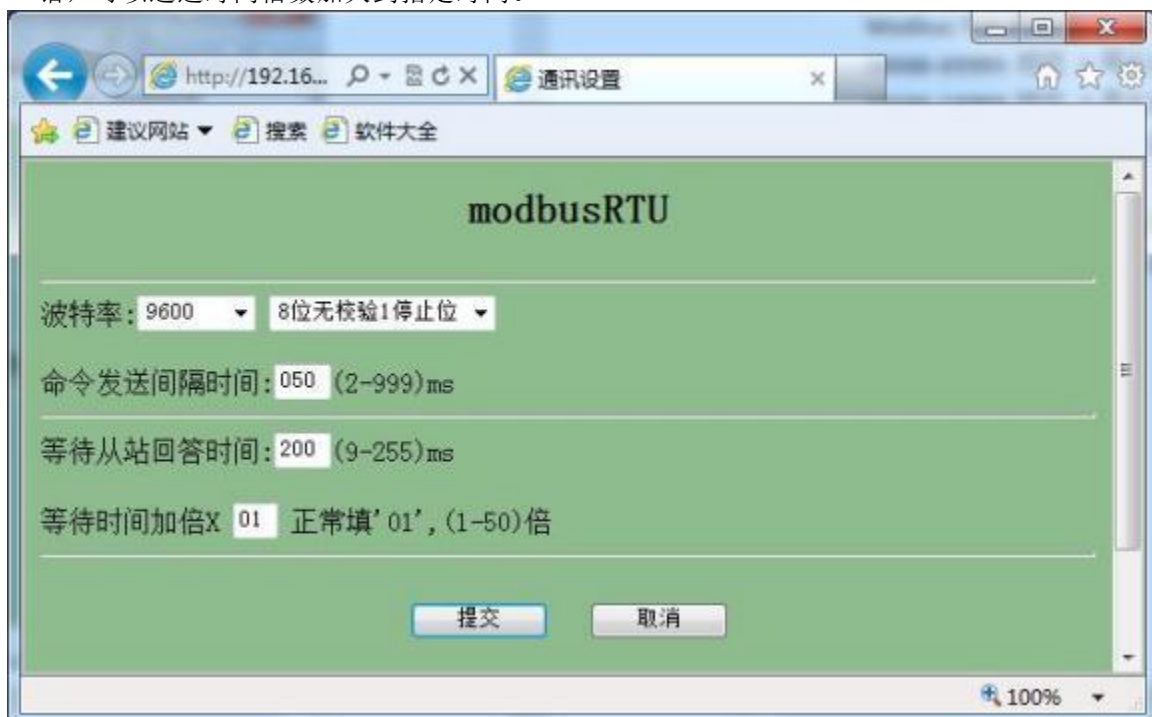 http://192.16...
通讯设置
建议网站
搜索
软件大全
modbusRTU
波特率:9600 8位无校验1停止位
命令发送间隔时间:050(2-999)ms
等待从站回答时间:200(9-255)ms
等待时间加倍X 01 正常填'01',(1-50)倍
提交 取消
100%